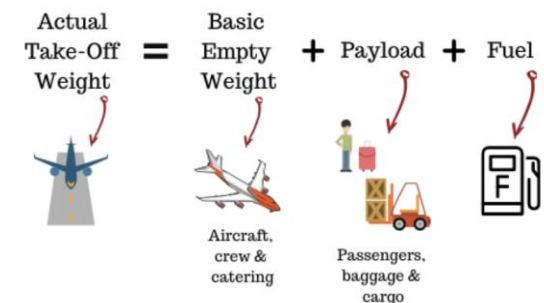 Actual
Take-Off
Weight
=
Basic
Empty
Weight
+
Payload
+
Fuel
F
Aircraft,
crew &
catering
Passengers,
baggage &
cargo